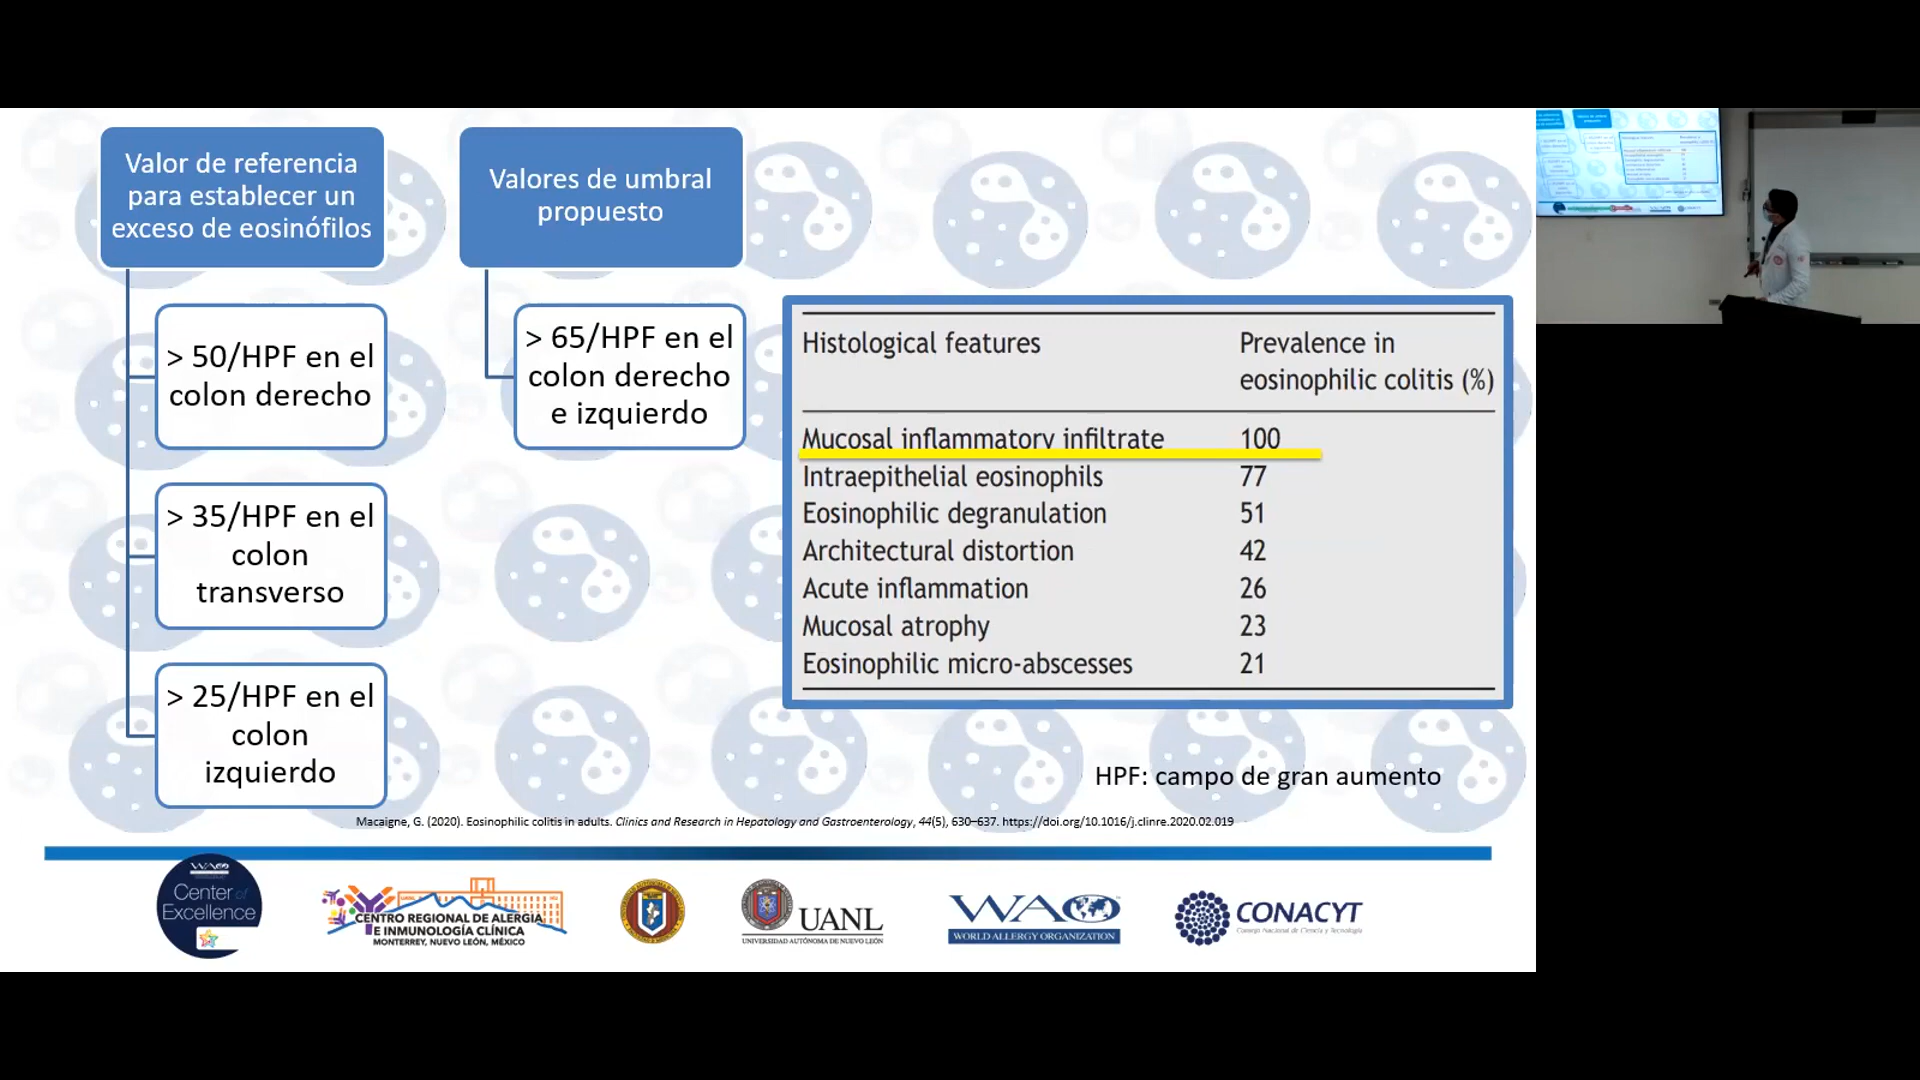 Valor de referencia
para establecer un
exceso de eosinófilos
> 50/HPF en el
colon derecho
> 35/HPF en el
colon
transverso
> 25/HPF en el
colon
izquierdo
Valores de umbral
propuesto
> 65/HPF en el
colon derecho
e izquierdo
Histological features Prevalence in
eosinophilic colitis (%)
Mucosal inflammatory infiltrate 100
Intraepithelial eosinophils 77
Eosinophilic degranulation 51
Architectural distortion 42
Acute inflammation 26
Mucosal atrophy 23
Eosinophilic micro-abscesses 21
HPF: campo de gran aumento
Macaigne, G. (2020). Eosinophilic colitis in adults. Clinics and Research in Hepatology and Gastroenterology, 44(5), 630–637. https://doi.org/10.1016/j.clinre.2020.02.019
WAO
Center of
Excellence
CENTRO REGIONAL DE ALERGIA
E INMUNOLOGÍA CLÍNICA
MONTERREY, NUEVO LEÓN, MÉXICO
UANL
UNIVERSIDAD AUTÓNOMA DE NUEVO LEÓN
WAO
WORLD ALLERGY ORGANIZATION
CONACYT
Consejo Nacional de Ciencia y Tecnología